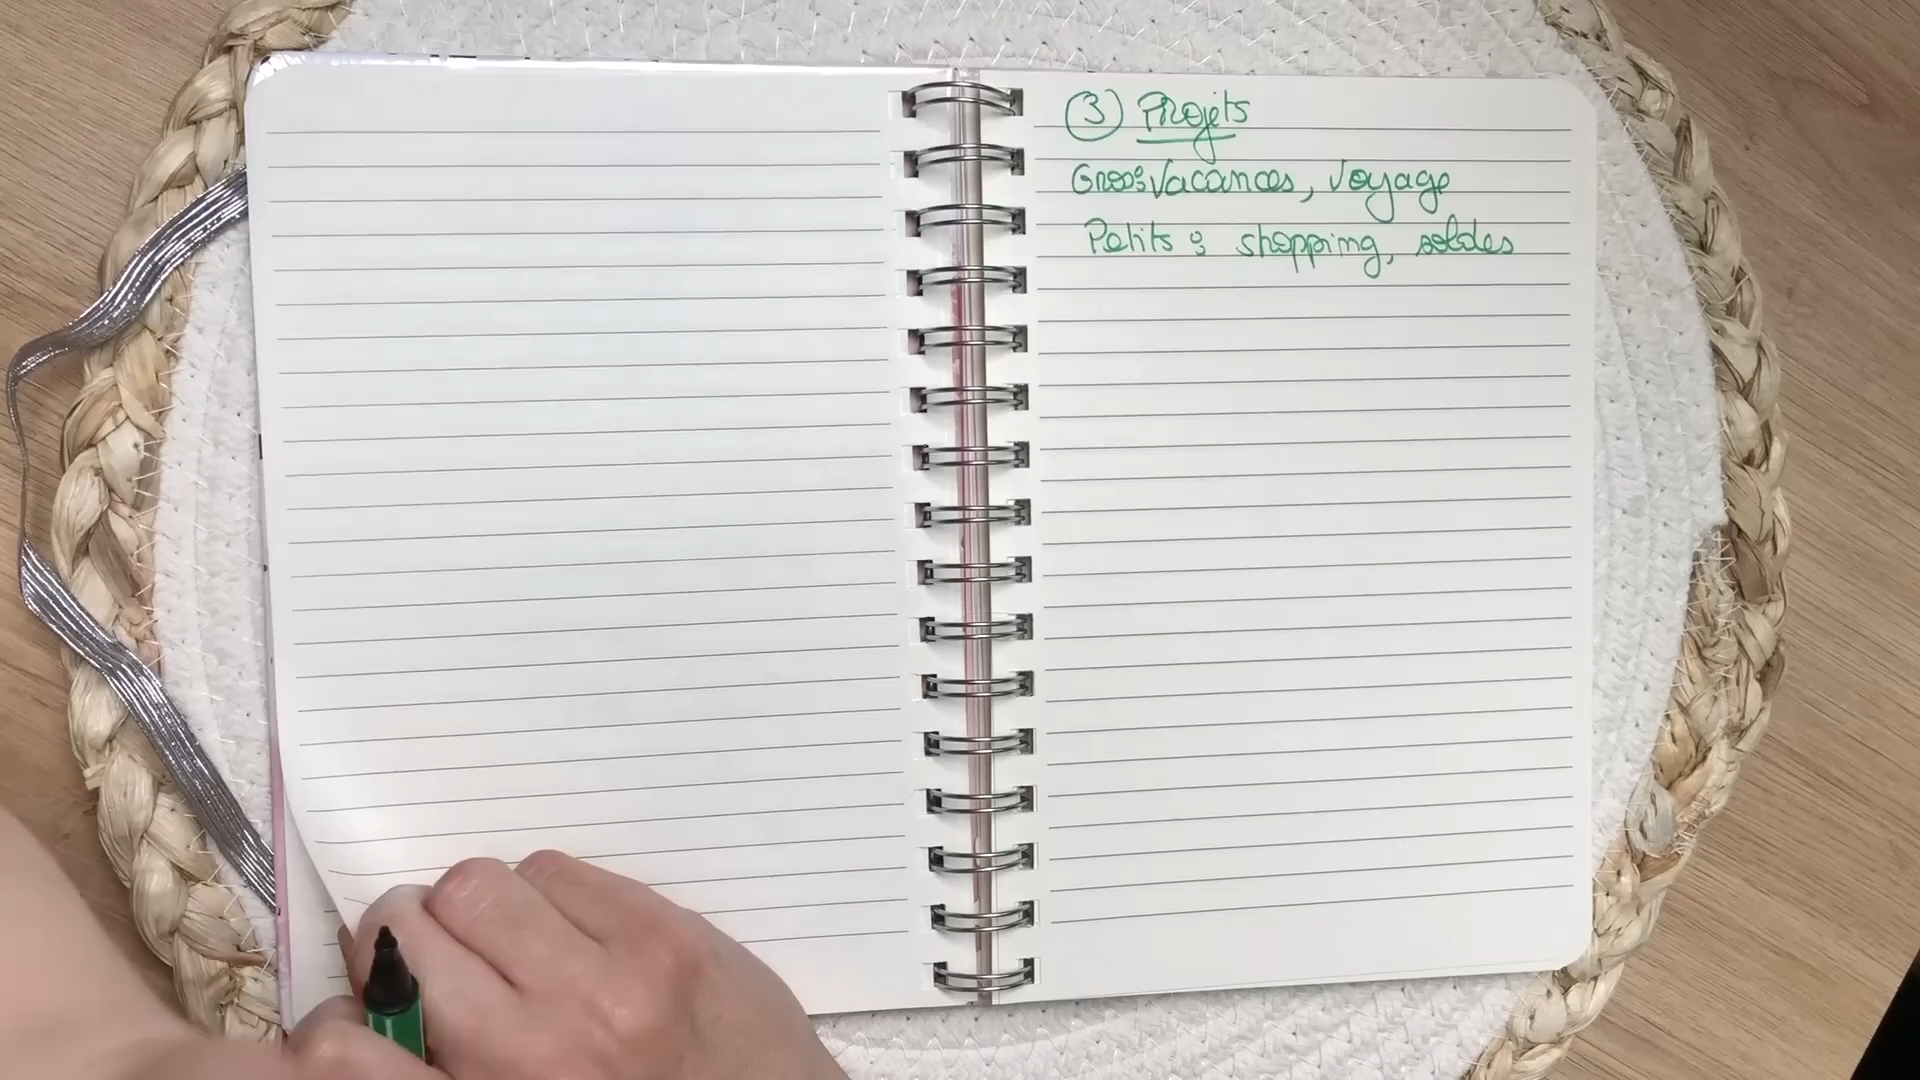 ③ Projets
Gros : Vacances, Voyage
Petits : shopping, soldes